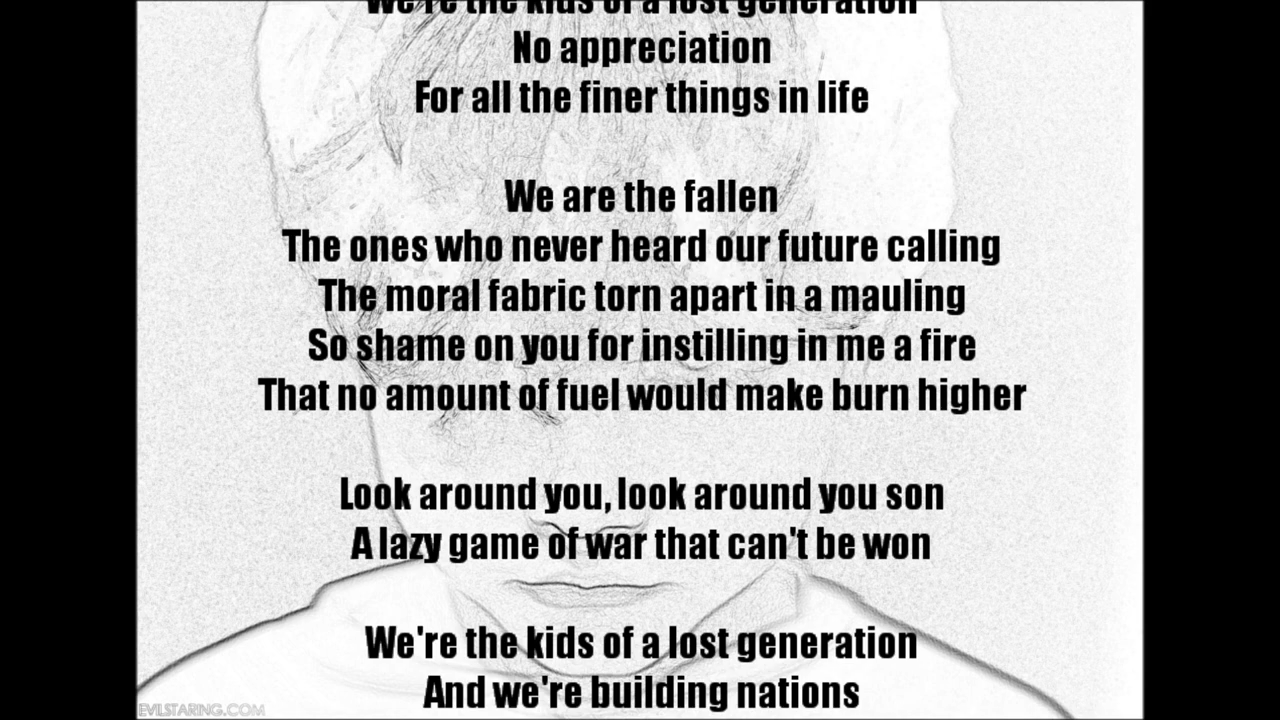 We're the kids of a lost generation
No appreciation
For all the finer things in life
We are the fallen
The ones who never heard our future calling
The moral fabric torn apart in a mauling
So shame on you for instilling in me a fire
That no amount of fuel would make burn higher
Look around you, look around you son
A lazy game of war that can't be won
We're the kids of a lost generation
And we're building nations
EVILSTARING.COM